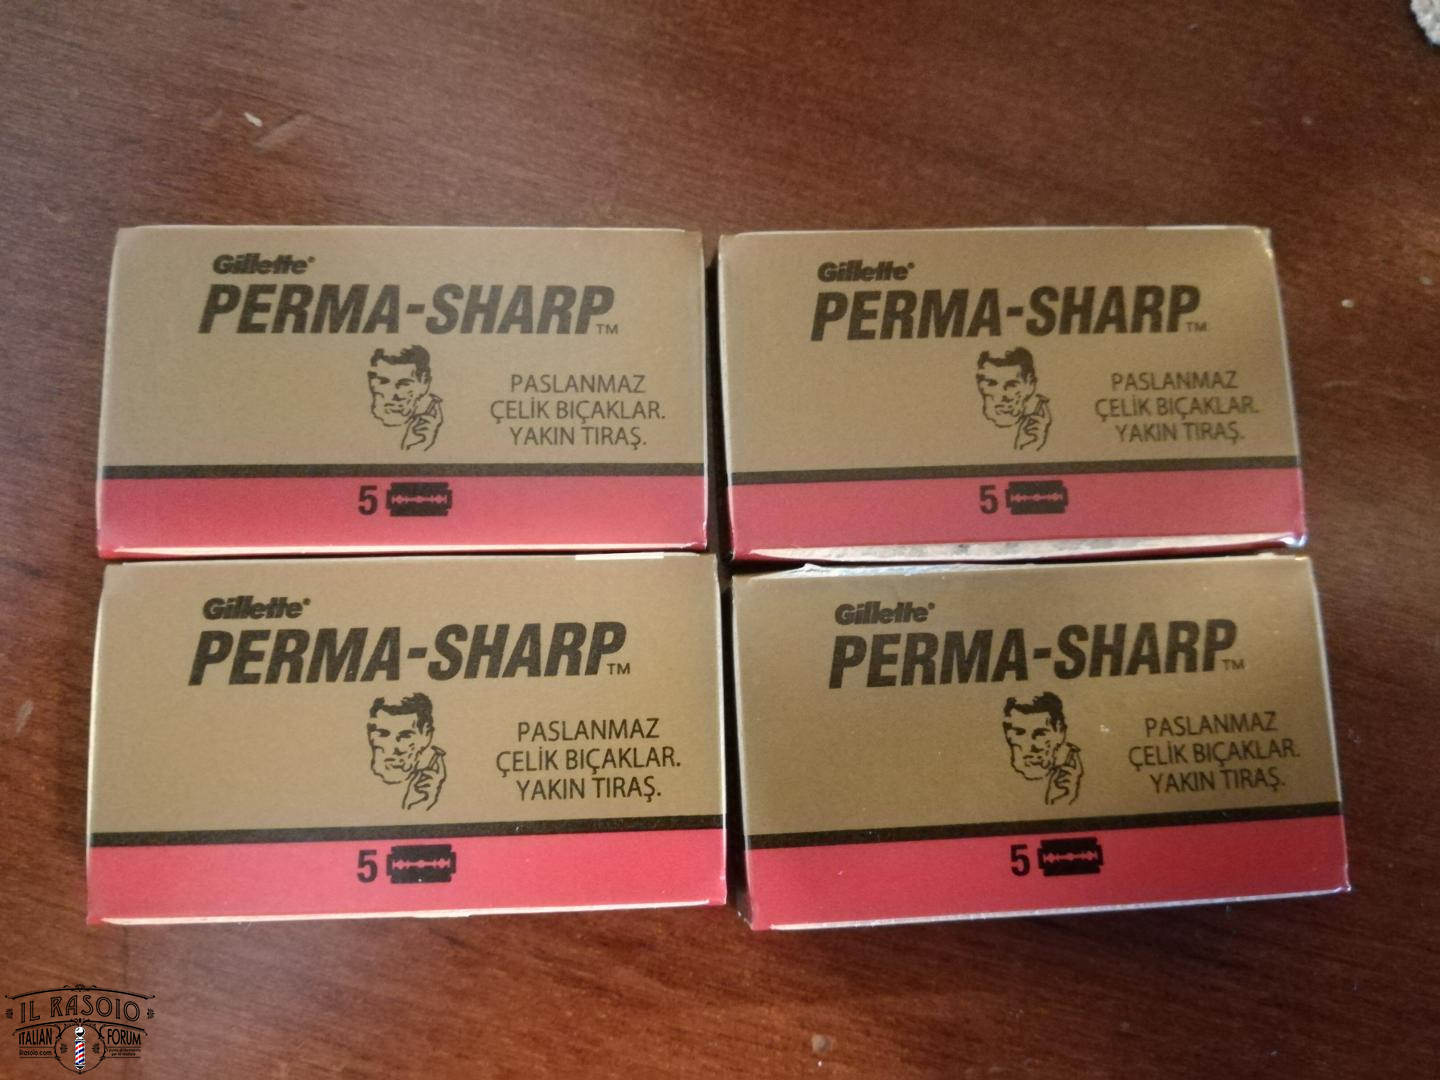 Gillette®
PERMA-SHARP™
PASLANMAZ
ÇELİK BIÇAKLAR.
YAKIN TIRAŞ.
5
Gillette®
PERMA-SHARP™
PASLANMAZ
ÇELİK BIÇAKLAR.
YAKIN TIRAŞ.
5
Gillette®
PERMA-SHARP™
PASLANMAZ
ÇELİK BIÇAKLAR.
YAKIN TIRAŞ.
5
Gillette®
PERMA-SHARP™
PASLANMAZ
ÇELİK BIÇAKLAR.
YAKIN TIRAŞ.
5
IL RASOIO
ITALIAN FORUM